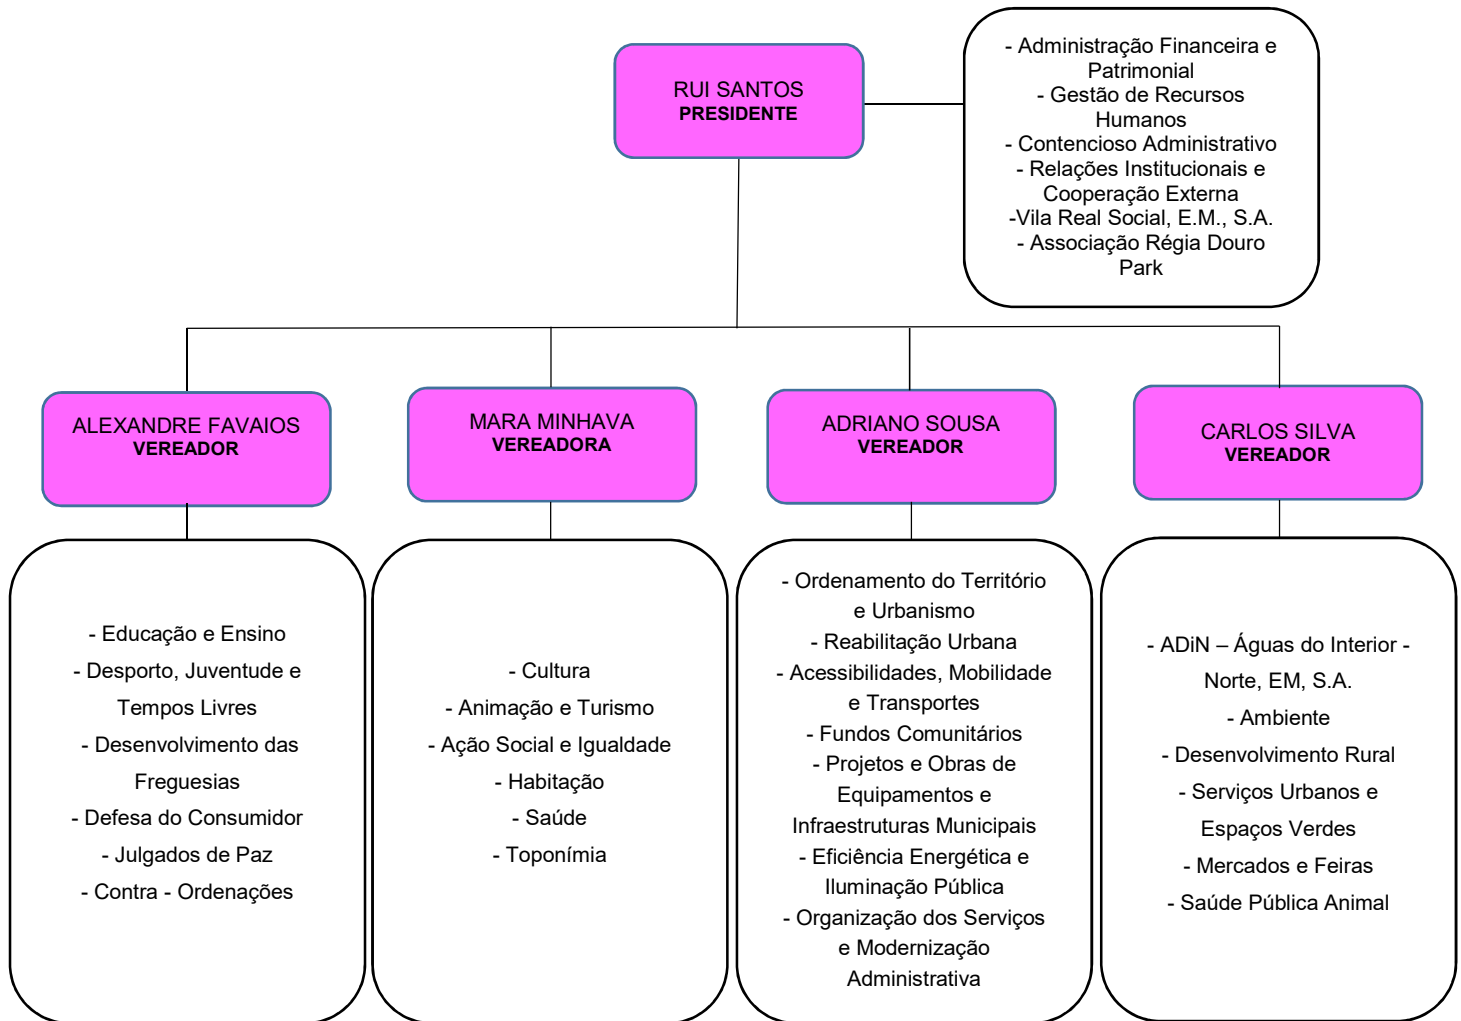 RUI SANTOS
PRESIDENTE
- Administração Financeira e
Patrimonial
- Gestão de Recursos
Humanos
- Contencioso Administrativo
- Relações Institucionais e
Cooperação Externa
-Vila Real Social, E.M., S.A.
- Associação Régia Douro
Park
ALEXANDRE FAVAIOS
VEREADOR
MARA MINHAVA
VEREADORA
ADRIANO SOUSA
VEREADOR
CARLOS SILVA
VEREADOR
- Educação e Ensino
- Desporto, Juventude e
Tempos Livres
- Desenvolvimento das
Freguesias
- Defesa do Consumidor
- Julgados de Paz
- Contra - Ordenações
- Cultura
- Animação e Turismo
- Ação Social e Igualdade
- Habitação
- Saúde
- Toponímia
- Ordenamento do Território
e Urbanismo
- Reabilitação Urbana
- Acessibilidades, Mobilidade
e Transportes
- Fundos Comunitários
- Projetos e Obras de
Equipamentos e
Infraestruturas Municipais
- Eficiência Energética e
Iluminação Pública
- Organização dos Serviços
e Modernização
Administrativa
- ADiN – Águas do Interior -
Norte, EM, S.A.
- Ambiente
- Desenvolvimento Rural
- Serviços Urbanos e
Espaços Verdes
- Mercados e Feiras
- Saúde Pública Animal